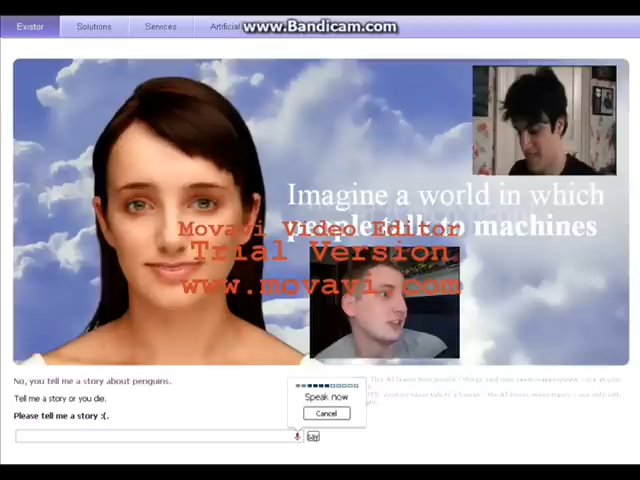 www.Bandicam.com
Existor Solutions Services Artificial
Imagine a world in which
people talk to machines
Movavi Video Editor
Trial Version
www.movavi.com
No, you tell me a story about penguins.
Tell me a story or you die.
Please tell me a story :(.
Speak now
Cancel
say